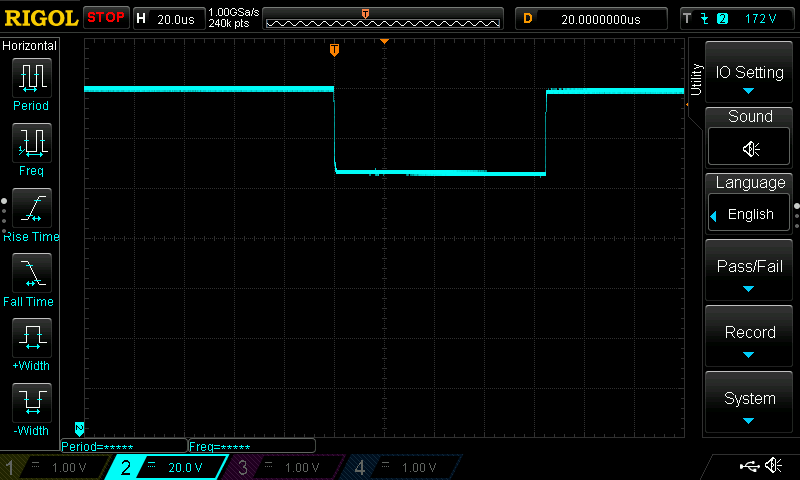 RIGOL STOP H 20.0us 1.00GSa/s 240k pts T D 20.0000000us T 2 172 V
Horizontal
Period
Freq
Rise Time
Fall Time
+Width
-Width
T
2
Period=***** Freq=*****
1 1.00 V 2 20.0 V 3 1.00 V 4 1.00 V
Utility
IO Setting
Sound
Language
English
Pass/Fail
Record
System